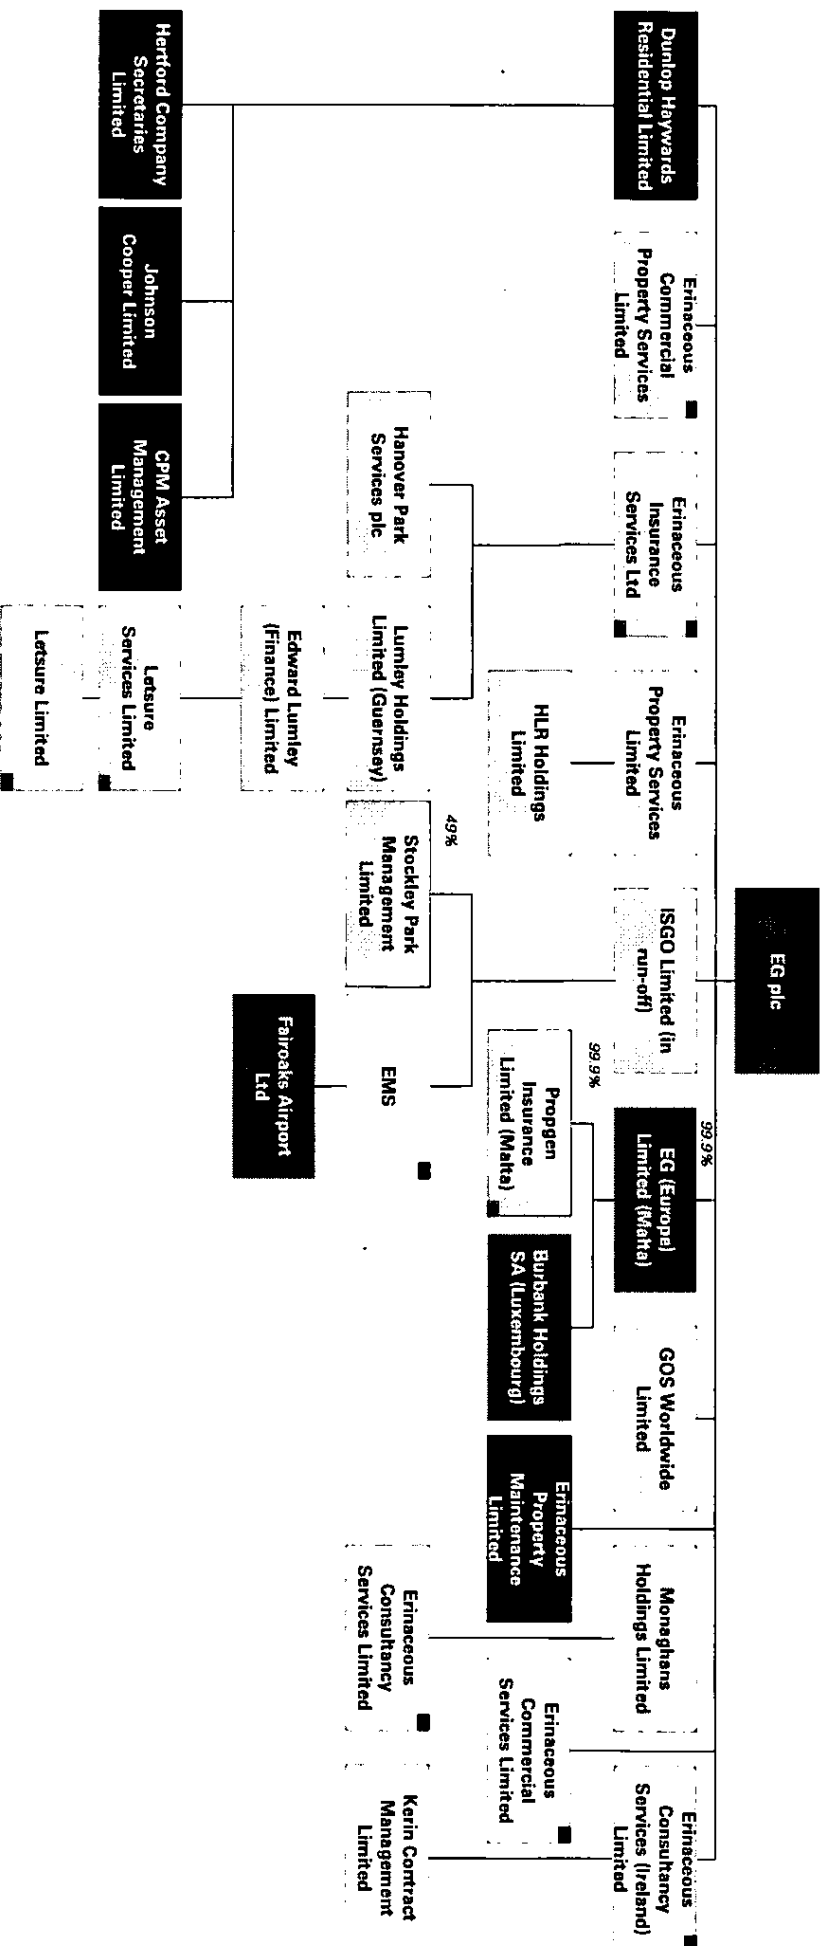 EG plc
Dunlop Haywards
Residential Limited
Erinaceous
Commercial
Property Services
Limited
Erinaceous
Insurance
Services Ltd
Erinaceous
Property Services
Limited
ISGO Limited (in
run-off)
99.9%
EG (Europe)
Limited (Malta)
GOS Worldwide
Limited
Monaghans
Holdings Limited
Erinaceous
Consultancy
Services (Ireland)
Limited
HLR Holdings
Limited
99.9%
Propgen
Insurance
Limited (Malta)
Burbank Holdings
SA (Luxembourg)
Erinaceous
Property
Maintenance
Limited
Erinaceous
Commercial
Services Limited
Hanover Park
Services plc
Lumley Holdings
Limited (Guernsey)
49%
Stockley Park
Management
Limited
EMS
Erinaceous
Consultancy
Services Limited
Kerin Contract
Management
Limited
Edward Lumley
(Finance) Limited
Fairoaks Airport
Ltd
Hertford Company
Secretaries
Limited
Johnson
Cooper Limited
CPM Asset
Management
Limited
Letsure
Services Limited
Letsure Limited